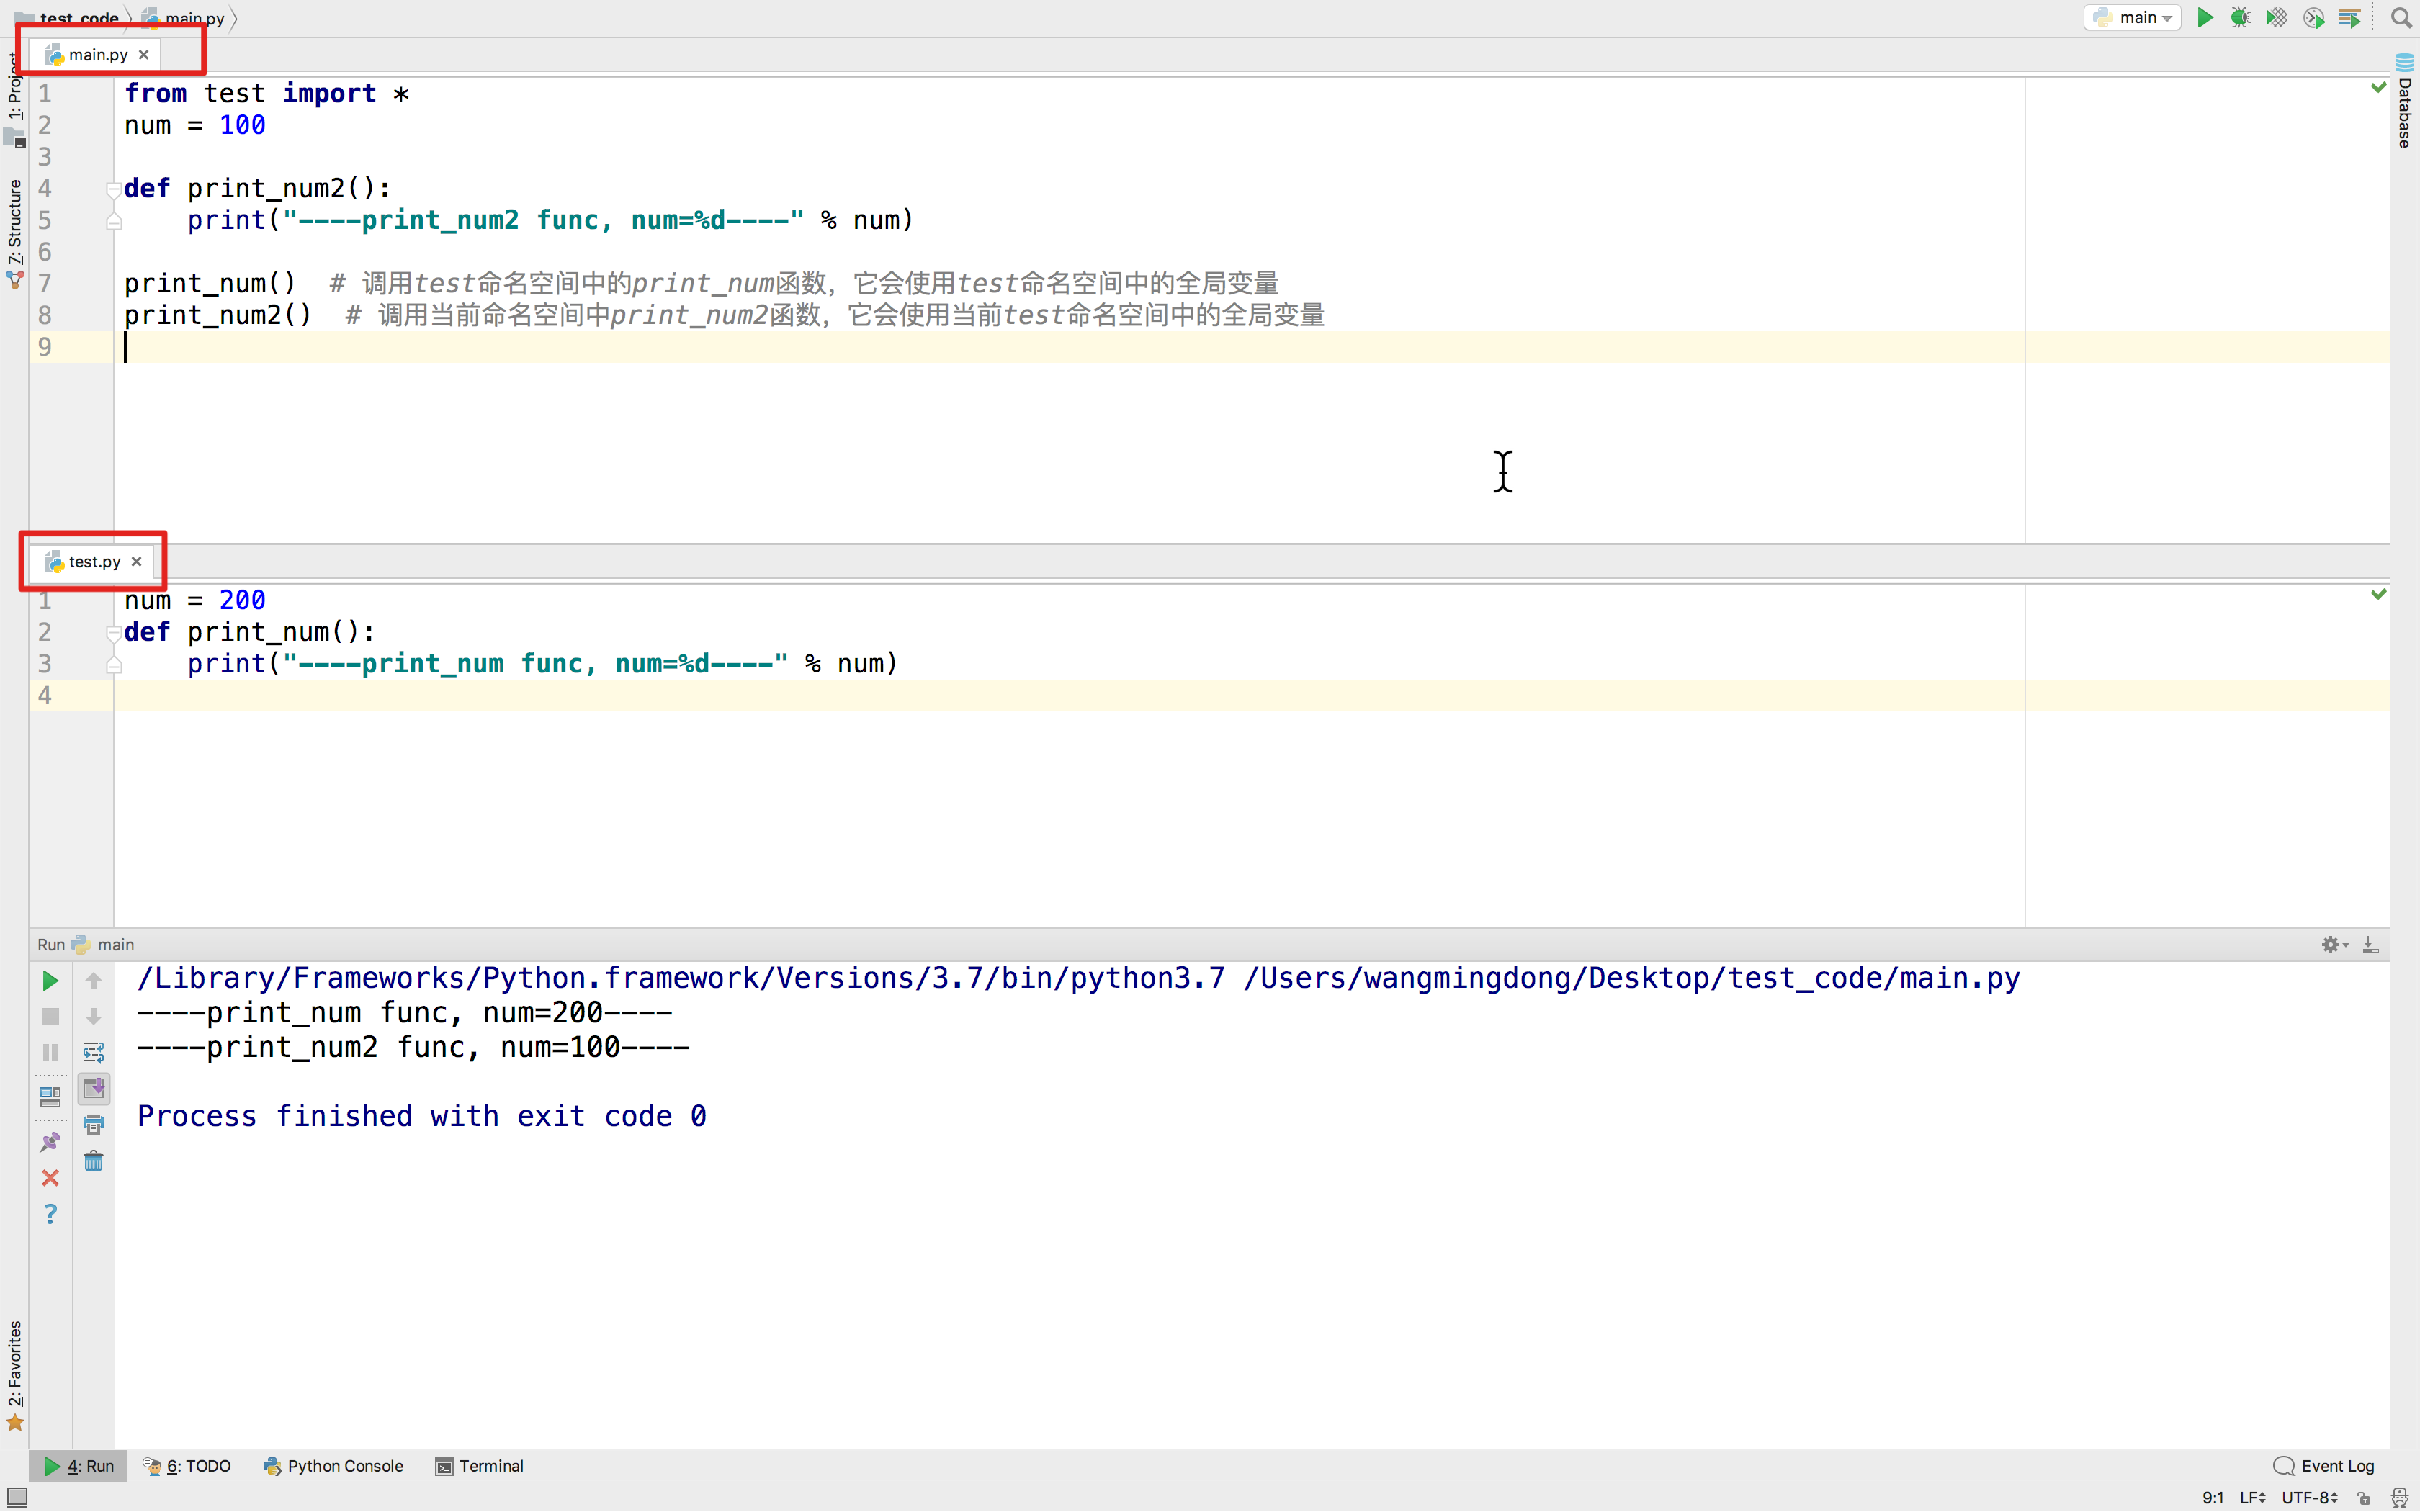 test_code main.py
main
1: Project
7: Structure
Database
main.py
1 from test import *
2 num = 100
3
4 def print_num2():
5     print("----print_num2 func, num=%d----" % num)
6
7 print_num()  # 调用test命名空间中的print_num函数，它会使用test命名空间中的全局变量
8 print_num2()  # 调用当前命名空间中print_num2函数，它会使用当前test命名空间中的全局变量
9
test.py
1 num = 200
2 def print_num():
3     print("----print_num func, num=%d----" % num)
4
Run main
/Library/Frameworks/Python.framework/Versions/3.7/bin/python3.7 /Users/wangmingdong/Desktop/test_code/main.py
----print_num func, num=200----
----print_num2 func, num=100----
Process finished with exit code 0
2: Favorites
4: Run 6: TODO Python Console Terminal Event Log
9:1 LF UTF-8